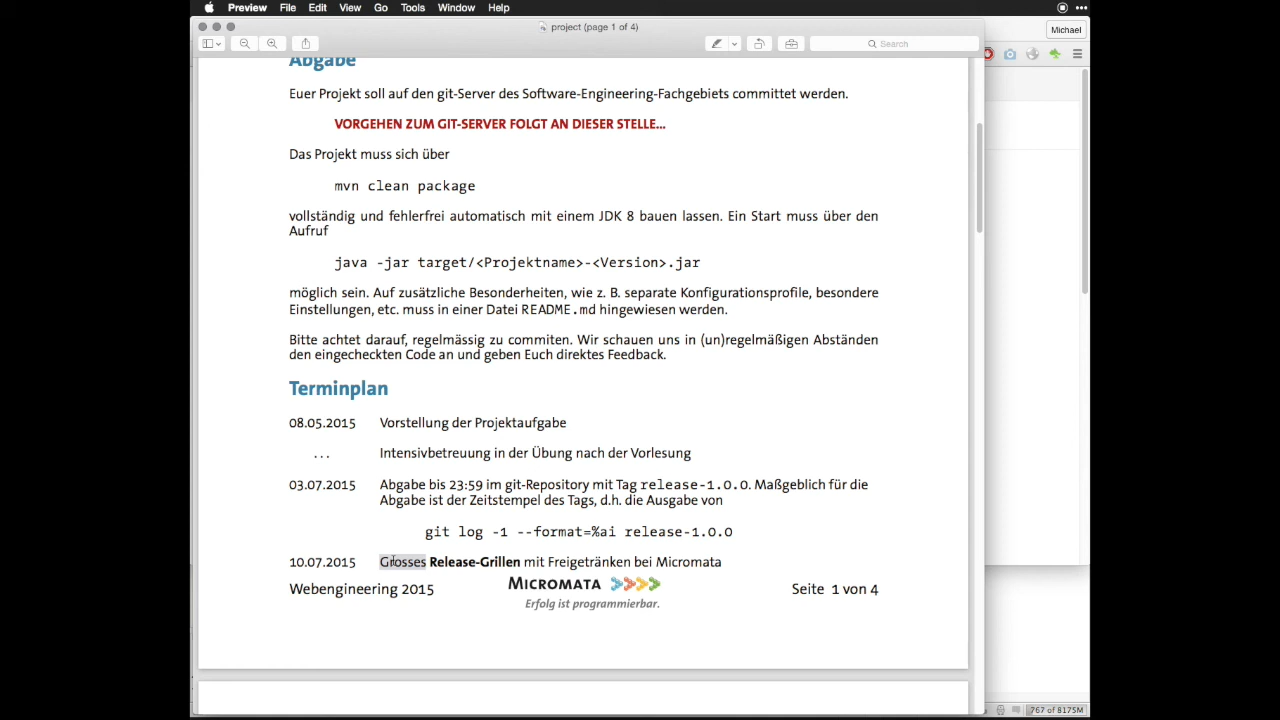 Preview File Edit View Go Tools Window Help
project (page 1 of 4)
Michael
Search
Abgabe
Euer Projekt soll auf den git-Server des Software-Engineering-Fachgebiets committet werden.
VORGEHEN ZUM GIT-SERVER FOLGT AN DIESER STELLE...
Das Projekt muss sich über
mvn clean package
vollständig und fehlerfrei automatisch mit einem JDK 8 bauen lassen. Ein Start muss über den
Aufruf
java -jar target/<Projektname>-<Version>.jar
möglich sein. Auf zusätzliche Besonderheiten, wie z. B. separate Konfigurationsprofile, besondere
Einstellungen, etc. muss in einer Datei README.md hingewiesen werden.
Bitte achtet darauf, regelmässig zu commiten. Wir schauen uns in (un)regelmäßigen Abständen
den eingecheckten Code an und geben Euch direktes Feedback.
Terminplan
08.05.2015 Vorstellung der Projektaufgabe
... Intensivbetreuung in der Übung nach der Vorlesung
03.07.2015 Abgabe bis 23:59 im git-Repository mit Tag release-1.0.0. Maßgeblich für die
Abgabe ist der Zeitstempel des Tags, d.h. die Ausgabe von
git log -1 --format=%ai release-1.0.0
10.07.2015 Grosses Release-Grillen mit Freigetränken bei Micromata
Webengineering 2015 MICROMATA Seite 1 von 4
Erfolg ist programmierbar.
767 of 8175M